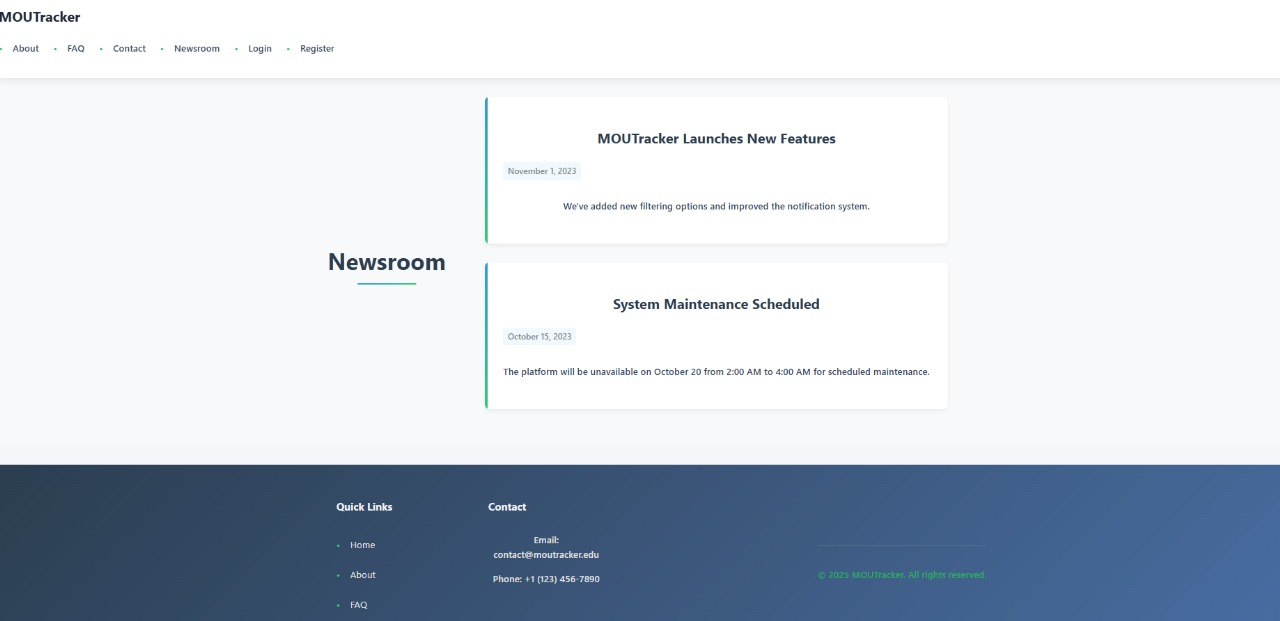 MOUTracker
About
FAQ
Contact
Newsroom
Login
Register
Newsroom
MOUTracker Launches New Features
November 1, 2023
We've added new filtering options and improved the notification system.
System Maintenance Scheduled
October 15, 2023
The platform will be unavailable on October 20 from 2:00 AM to 4:00 AM for scheduled maintenance.
Quick Links
Home
About
FAQ
Contact
Email:
contact@moutracker.edu
Phone: +1 (123) 456-7890
© 2025 MOUTracker. All rights reserved.